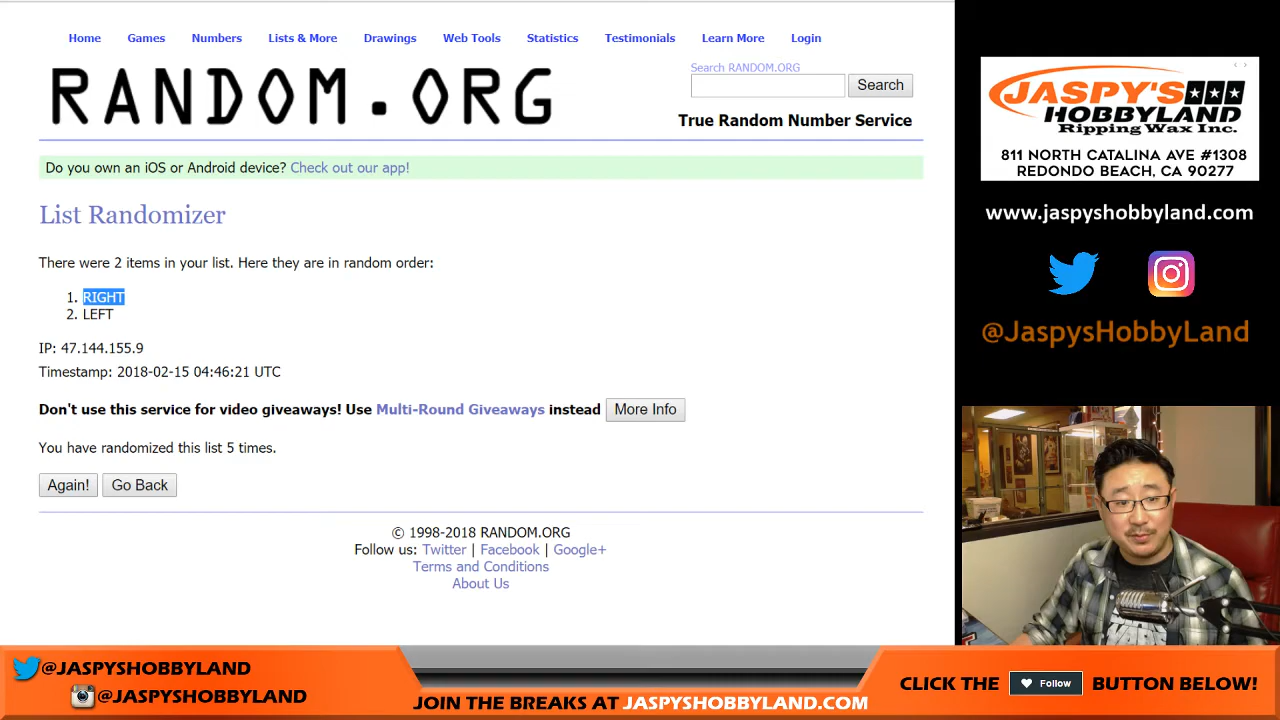 Home Games Numbers Lists & More Drawings Web Tools Statistics Testimonials Learn More Login
RANDOM.ORG
Search RANDOM.ORG
Search
True Random Number Service
Do you own an iOS or Android device? Check out our app!
List Randomizer
There were 2 items in your list. Here they are in random order:
1. RIGHT
2. LEFT
IP: 47.144.155.9
Timestamp: 2018-02-15 04:46:21 UTC
Don't use this service for video giveaways! Use Multi-Round Giveaways instead More Info
You have randomized this list 5 times.
Again! Go Back
© 1998-2018 RANDOM.ORG
Follow us: Twitter | Facebook | Google+
Terms and Conditions
About Us
JASPY'S
HOBBYLAND
Ripping Wax Inc.
811 NORTH CATALINA AVE #1308
REDONDO BEACH, CA 90277
www.jaspyshobbyland.com
@JaspysHobbyLand
@JASPYSHOBBYLAND
@JASPYSHOBBYLAND
JOIN THE BREAKS AT JASPYSHOBBYLAND.COM
CLICK THE Follow BUTTON BELOW!